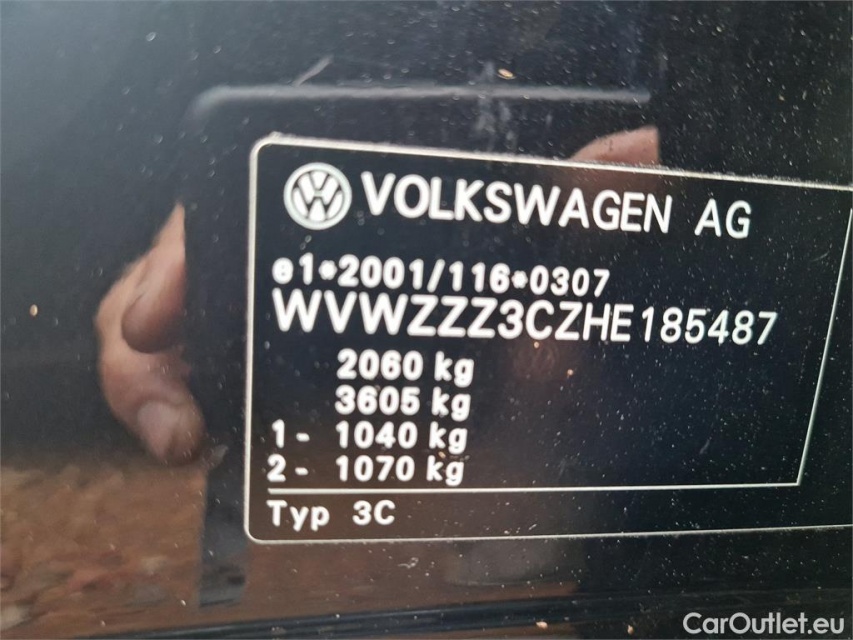 VOLKSWAGEN AG
e1*2001/116*0307
WVWZZZ3CZHE185487
2060 kg
3605 kg
1- 1040 kg
2- 1070 kg
Typ 3C
CarOutlet.eu